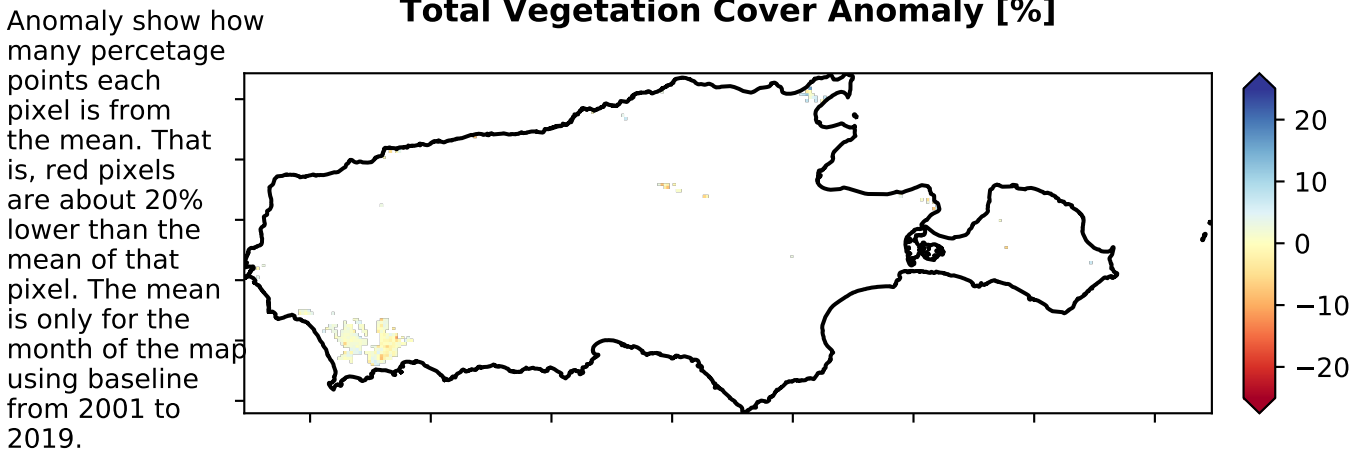 Total Vegetation Cover Anomaly [%]
Anomaly show how
many percetage
points each
pixel is from
the mean. That
is, red pixels
are about 20%
lower than the
mean of that
pixel. The mean
is only for the
month of the map
using baseline
from 2001 to
2019.
20
10
0
−10
−20